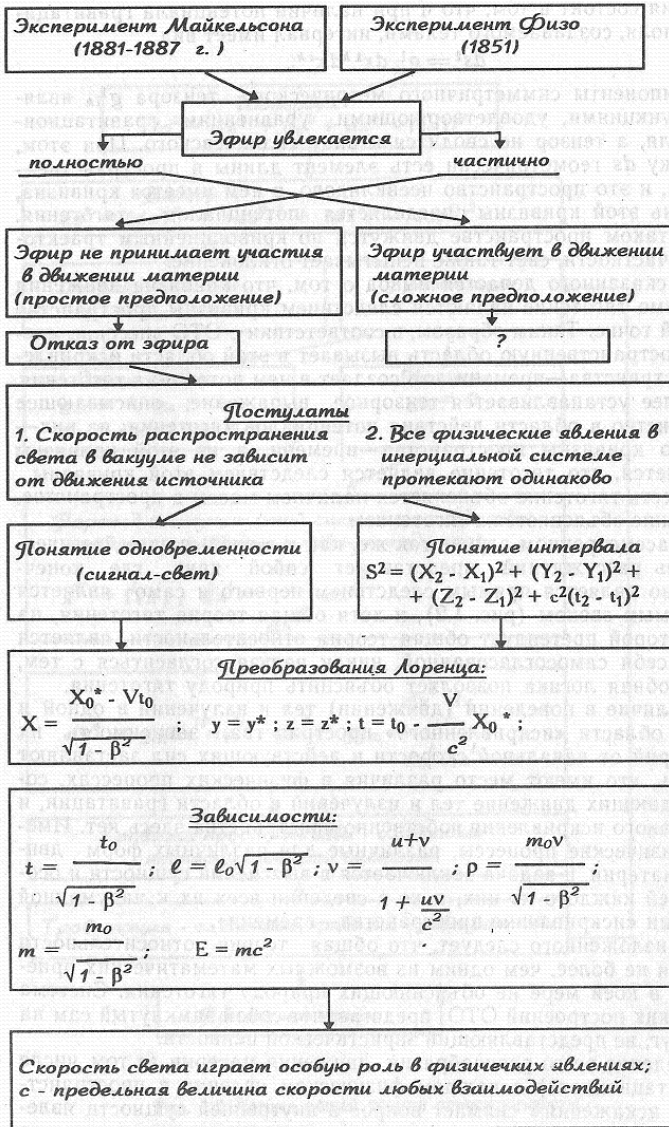 Эксперимент Майкельсона
(1881-1887 г.)
Эксперимент Физо
(1851)
Эфир увлекается
полностью
частично
Эфир не принимает участия
в движении материи
(простое предположение)
Эфир участвует в движении
материи
(сложное предположение)
Отказ от эфира
?
Постулаты
1. Скорость распространения
света в вакууме не зависит
от движения источника
2. Все физические явления в
инерциальной системе
протекают одинаково
Понятие одновременности
(сигнал-свет)
Понятие интервала
S² = (X₂ - X₁)² + (Y₂ - Y₁)² +
+ (Z₂ - Z₁)² + c²(t₂ - t₁)²
Преобразования Лоренца:
X₀* Vt₀
X = ――― ; y = y* ; z = z* ; t = t₀ - V/c² X₀* ;
√1 - β²
Зависимости:
t = t₀/√1 - β² ; ℓ = ℓ₀√1 - β² ; v = u+v / 1 + uv/c² ; p = m₀v/√1 - β²
m = m₀/√1 - β² ; E = mc²
Скорость света играет особую роль в физичечких явлениях;
c - предельная величина скорости любых взаимодействий